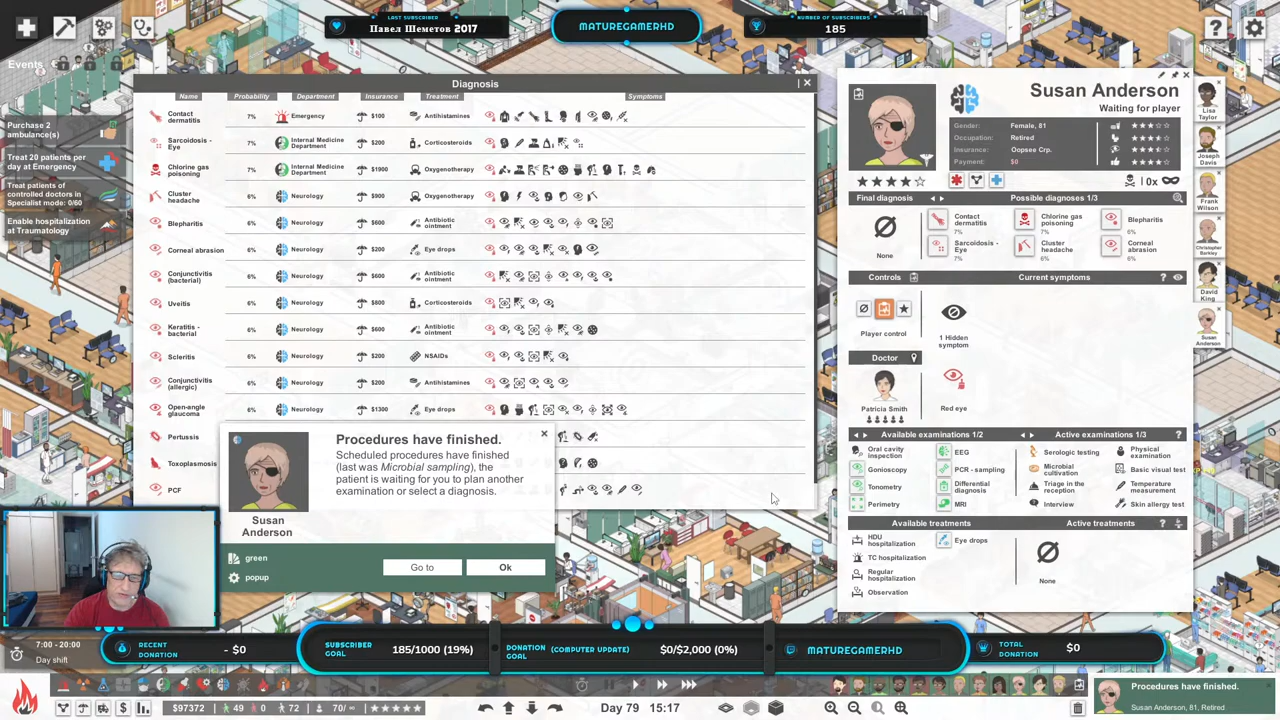 LAST SUBSCRIBER
Павел Шеметов 2017
MATUREGAMERHD
NUMBER OF SUBSCRIBERS
185
Events
Purchase 2
ambulance(s)
Treat 20 patients per
day at Emergency
Treat patients of
controlled doctors in
Specialist mode: 0/60
Enable hospitalization
at Traumatology
Diagnosis
Name Probability Department Insurance Treatment Symptoms
Contact
dermatitis
7% Emergency $100 Antihistamines
Sarcoidosis -
Eye
7% Internal Medicine
Department
$200 Corticosteroids
Chlorine gas
poisoning
7% Internal Medicine
Department
$1900 Oxygenotherapy
Cluster
headache
6% Neurology $900 Oxygenotherapy
Blepharitis 6% Neurology $600 Antibiotic
ointment
Corneal abrasion 6% Neurology $200 Eye drops
Conjunctivitis
(bacterial)
6% Neurology $600 Antibiotic
ointment
Uveitis 6% Neurology $800 Corticosteroids
Keratitis -
bacterial
6% Neurology $600 Antibiotic
ointment
Scleritis 6% Neurology $200 NSAIDs
Conjunctivitis
(allergic)
6% Neurology $200 Antihistamines
Open-angle
glaucoma
6% Neurology $1300 Eye drops
Pertussis
Toxoplasmosis
PCF
Procedures have finished.
Scheduled procedures have finished
(last was Microbial sampling), the
patient is waiting for you to plan another
examination or select a diagnosis.
Susan
Anderson
green
popup
Go to
Ok
Susan Anderson
Waiting for player
Gender: Female, 81
Occupation: Retired
Insurance: Oopsee Crp.
Payment: $0
0x
Final diagnosis
Possible diagnoses 1/3
None
Contact
dermatitis
7%
Chlorine gas
poisoning
7%
Blepharitis
6%
Sarcoidosis -
Eye
7%
Cluster
headache
6%
Corneal
abrasion
6%
Controls
Current symptoms
?
Player control
1 Hidden
symptom
Doctor
Patricia Smith
Red eye
Available examinations 1/2
Active examinations 1/3
?
Oral cavity
inspection
EEG
Serologic testing
Physical
examination
Gonioscopy
PCR - sampling
Microbial
cultivation
Basic visual test
Tonometry
Differential
diagnosis
Triage in the
reception
Temperature
measurement
Perimetry
MRI
Interview
Skin allergy test
Available treatments
Active treatments
?
HDU
hospitalization
Eye drops
TC hospitalization
Regular
hospitalization
Observation
None
Lisa
Taylor
Joseph
Davis
Frank
Wilson
Christopher
Barkley
David
King
Susan
Anderson
7:00 - 20:00
Day shift
RECENT
DONATION
- $0
SUBSCRIBER
GOAL
185/1000 (19%)
DONATION (COMPUTER UPDATE)
GOAL
$0/$2,000 (0%)
MATUREGAMERHD
TOTAL
DONATION
$0
$97372
49
0
72
70/∞
Day 79 15:17
Procedures have finished.
Susan Anderson, 81, Retired